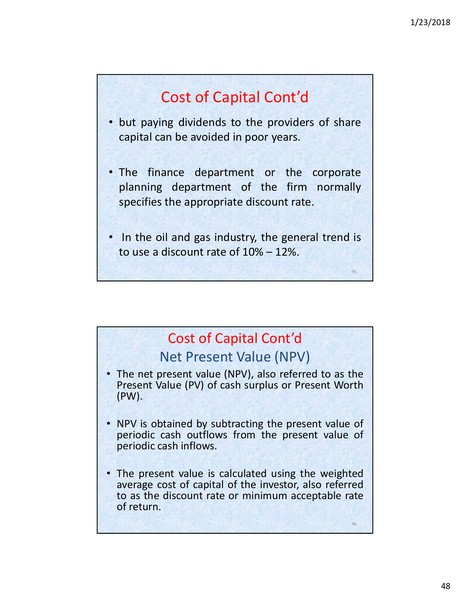 1/23/2018
Cost of Capital Cont’d
• but paying dividends to the providers of share
capital can be avoided in poor years.
• The finance department or the corporate
planning department of the firm normally
specifies the appropriate discount rate.
• In the oil and gas industry, the general trend is
to use a discount rate of 10% – 12%.
Cost of Capital Cont’d
Net Present Value (NPV)
• The net present value (NPV), also referred to as the
Present Value (PV) of cash surplus or Present Worth
(PW).
• NPV is obtained by subtracting the present value of
periodic cash outflows from the present value of
periodic cash inflows.
• The present value is calculated using the weighted
average cost of capital of the investor, also referred
to as the discount rate or minimum acceptable rate
of return.
48